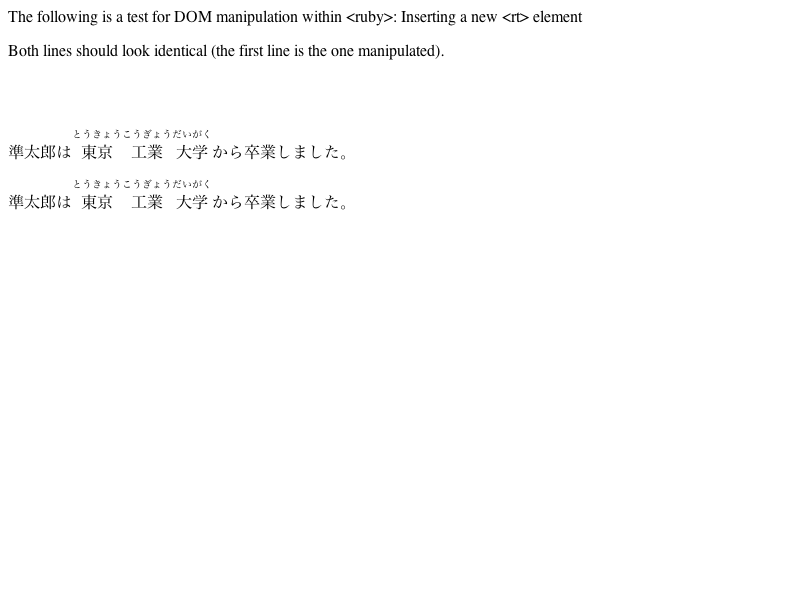 The following is a test for DOM manipulation within <ruby>: Inserting a new <rt> element
Both lines should look identical (the first line is the one manipulated).
とうきょうこうぎょうだいがく
準太郎は 東京 工業 大学 から卒業しました。
とうきょうこうぎょうだいがく
準太郎は 東京 工業 大学 から卒業しました。